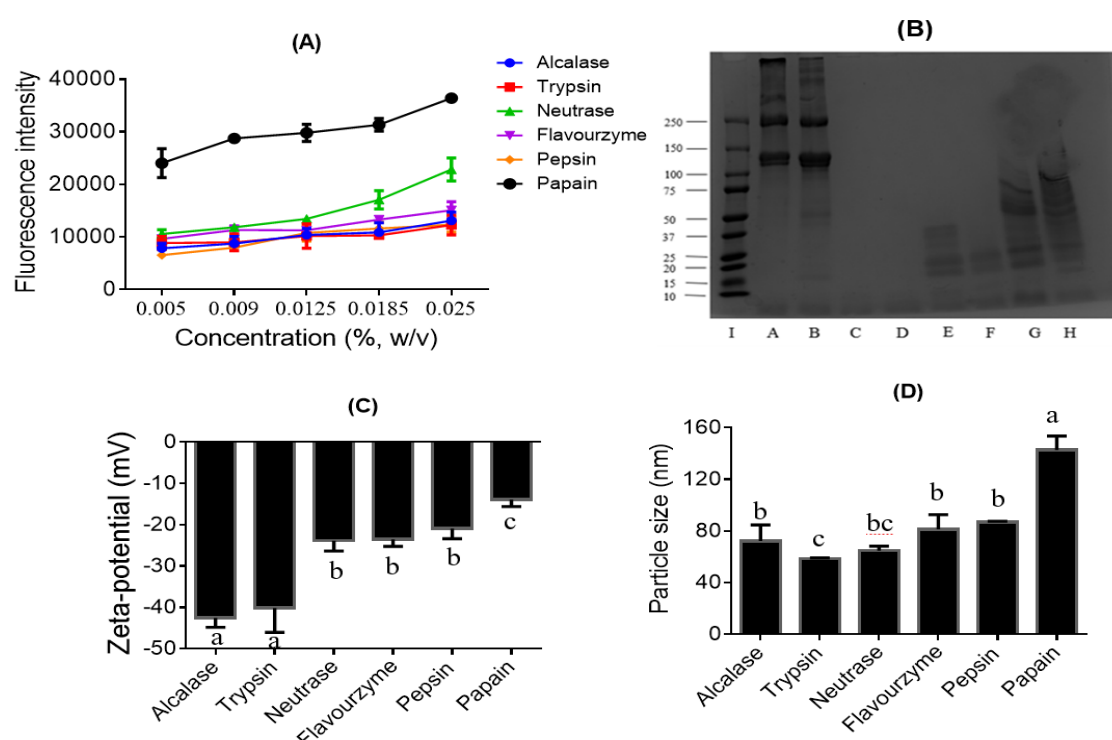 (A)
Fluorescence intensity
40000
30000
20000
10000
0
0.005 0.009 0.0125 0.0185 0.025
Concentration (%, w/v)
Alcalase
Trypsin
Neutrase
Flavourzyme
Pepsin
Papain
(B)
250
150
100
75
50
37
25
20
15
10
I A B C D E F G H
(C)
Zeta-potential (mV)
0
-10
-20
-30
-40
-50
a a b b b c
Alcalase Trypsin Neutrase Flavourzyme Pepsin Papain
(D)
Particle size (nm)
160
120
80
40
0
b c bc b b a
Alcalase Trypsin Neutrase Flavourzyme Pepsin Papain